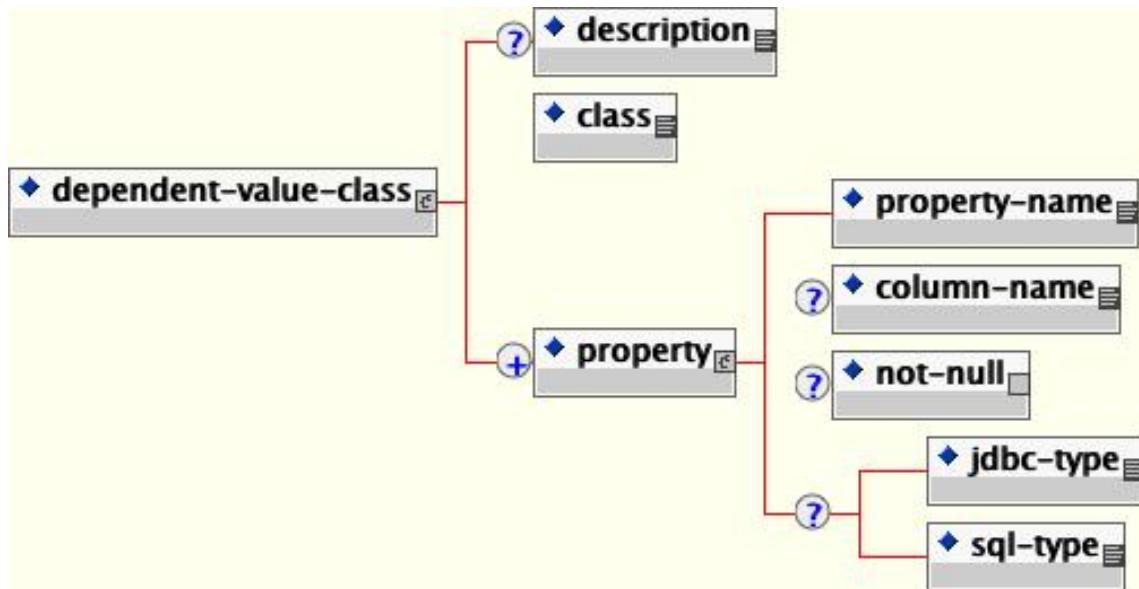 ? description
class
dependent-value-class
property-name
? column-name
+ property
? not-null
jdbc-type
?
sql-type